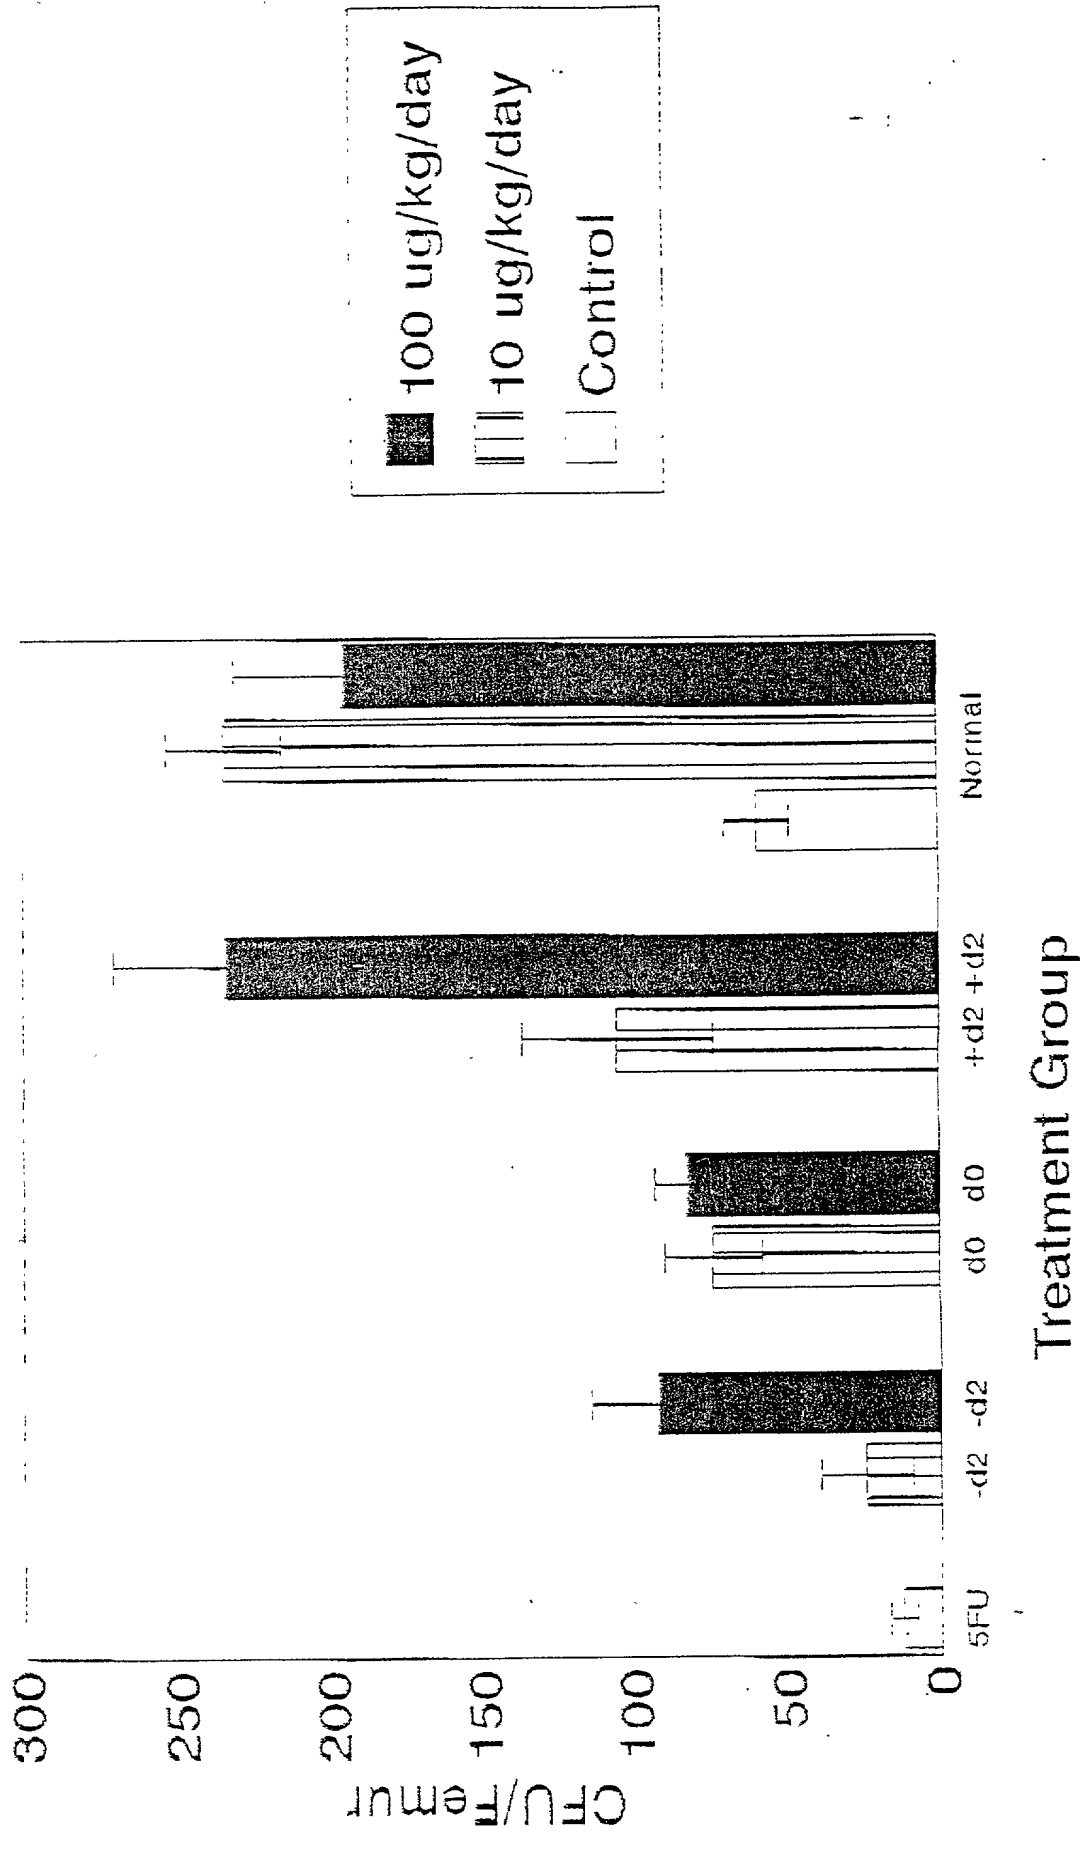 CFU/Femur
300
250
200
150
100
50
0
5FU
-d2
-d2
d0
d0
+d2
+d2
Normal
Treatment Group
100 ug/kg/day
10 ug/kg/day
Control